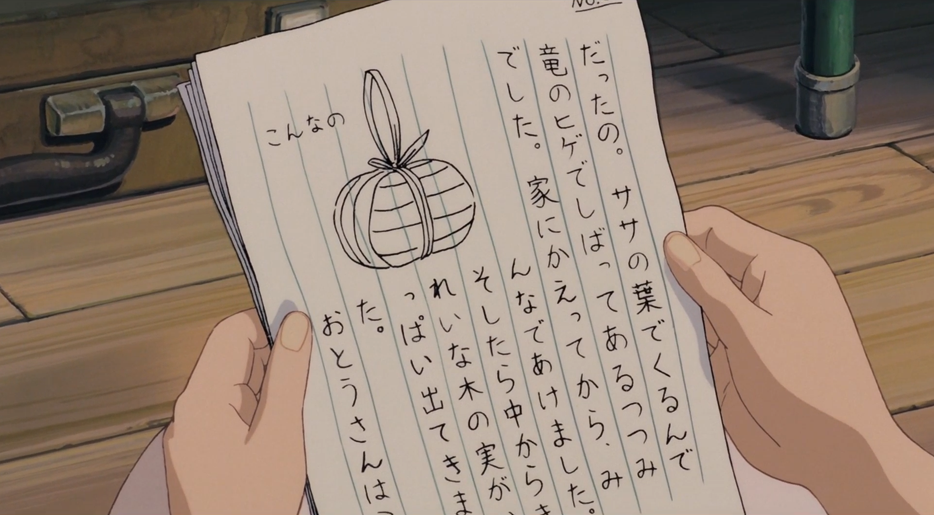 No.
だったの。 ササの葉でくるんで
竜のヒゲでしばってあるつつみ
でした。 家にかえってから、み
んなであけました。
そしたら中からき
れいな木の実が
っぱい出てきま
た。
おとうさんは
こんなの